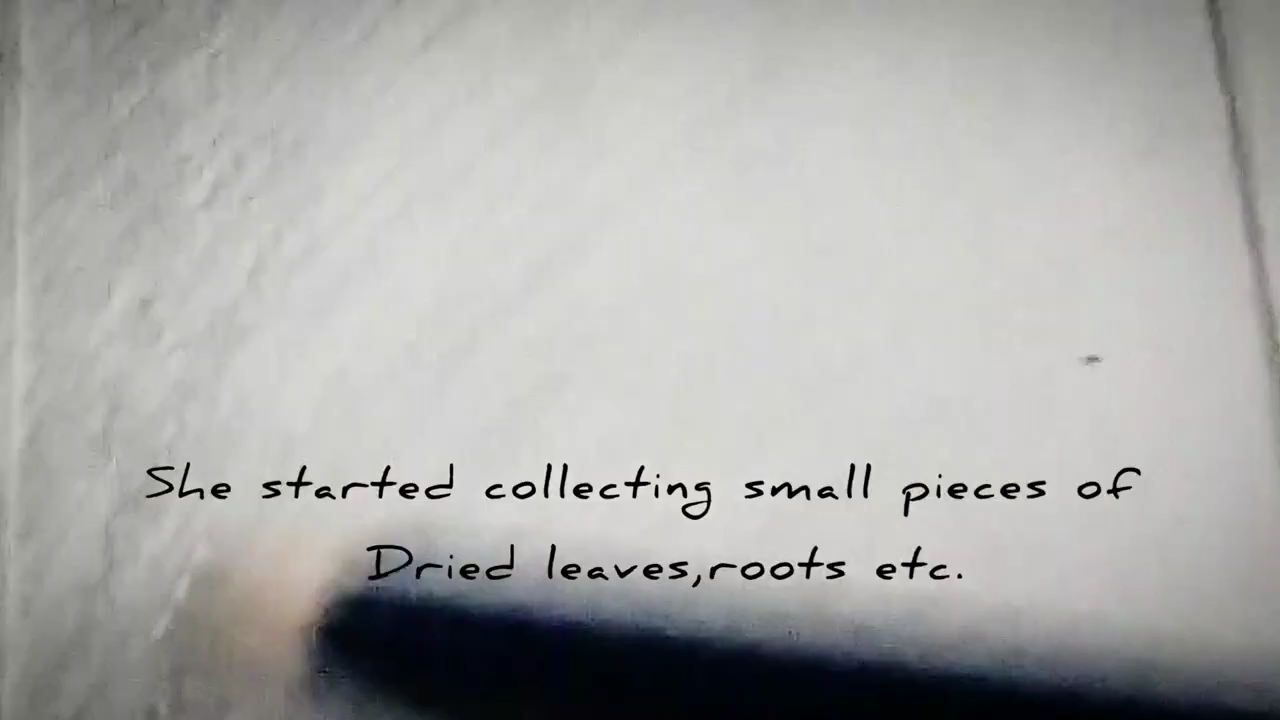 She started collecting small pieces of
Dried leaves,roots etc.